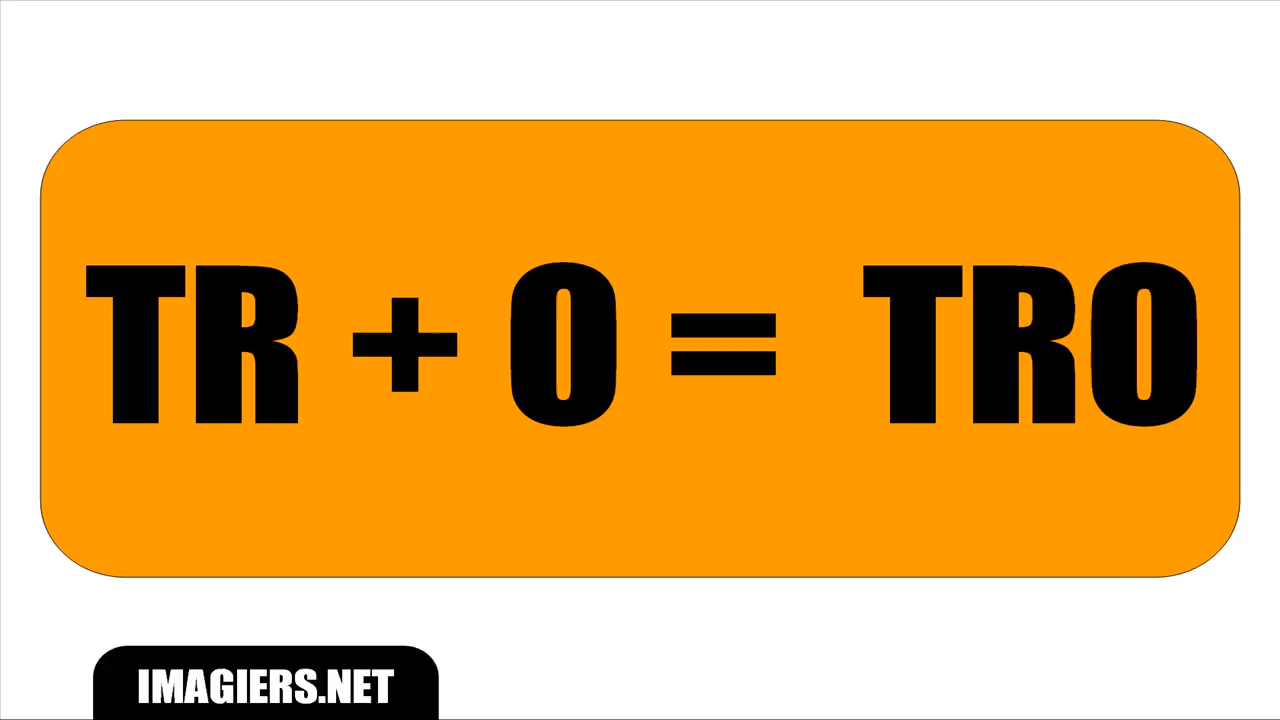 TR + O = TRO
IMAGIERS.NET